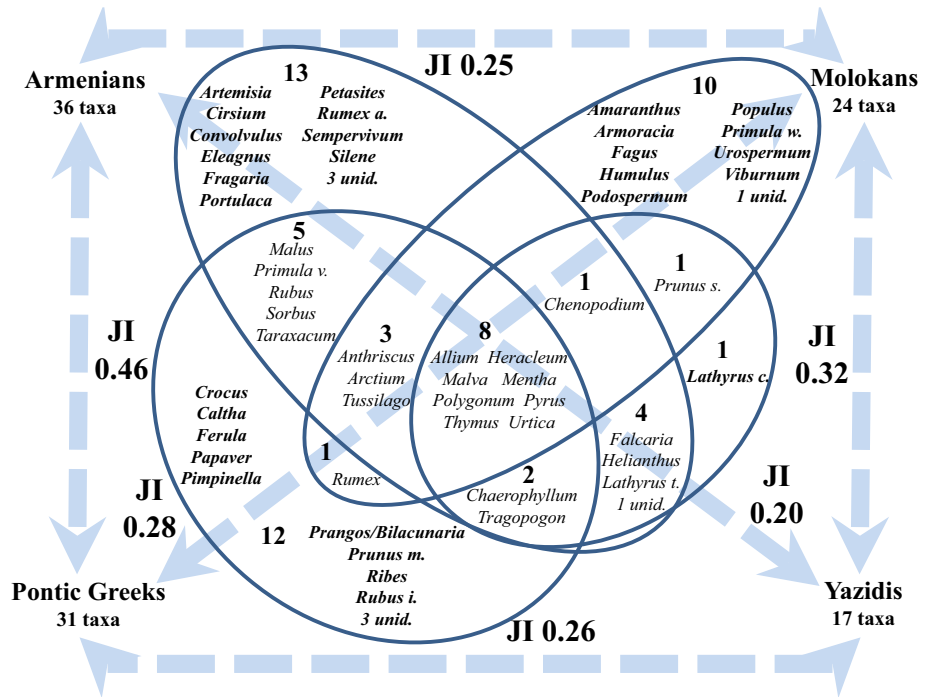 Armenians
36 taxa
JI 0.25
Molokans
24 taxa
13
Artemisia
Cirsium
Convolvulus
Eleagnus
Fragaria
Portulaca
Petasites
Rumex a.
Sempervivum
Silene
3 unid.
10
Amaranthus
Armoracia
Fagus
Humulus
Podospermum
Populus
Primula w.
Urospermum
Viburnum
1 unid.
5
Malus
Primula v.
Rubus
Sorbus
Taraxacum
1
Chenopodium
1
Prunus s.
3
Anthriscus
Arctium
Tussilago
8
Allium Heracleum
Malva Mentha
Polygonum Pyrus
Thymus Urtica
1
Lathyrus c.
JI
0.46
JI
0.32
Crocus
Caltha
Ferula
Papaver
Pimpinella
4
Falcaria
Helianthus
Lathyrus t.
1 unid.
1
Rumex
2
Chaerophyllum
Tragopogon
JI
0.28
JI
0.20
12
Prangos/Bilacunaria
Prunus m.
Ribes
Rubus i.
3 unid.
Pontic Greeks
31 taxa
JI 0.26
Yazidis
17 taxa